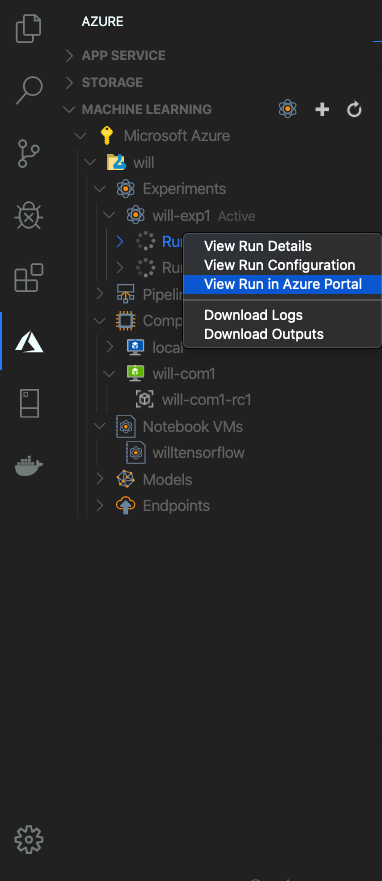 AZURE
APP SERVICE
STORAGE
MACHINE LEARNING
Microsoft Azure
will
Experiments
will-exp1 Active
Ru
View Run Details
View Run Configuration
Ru
View Run in Azure Portal
Pipelin
Download Logs
Comp
Download Outputs
local
will-com1
will-com1-rc1
Notebook VMs
willtensorflow
Models
Endpoints